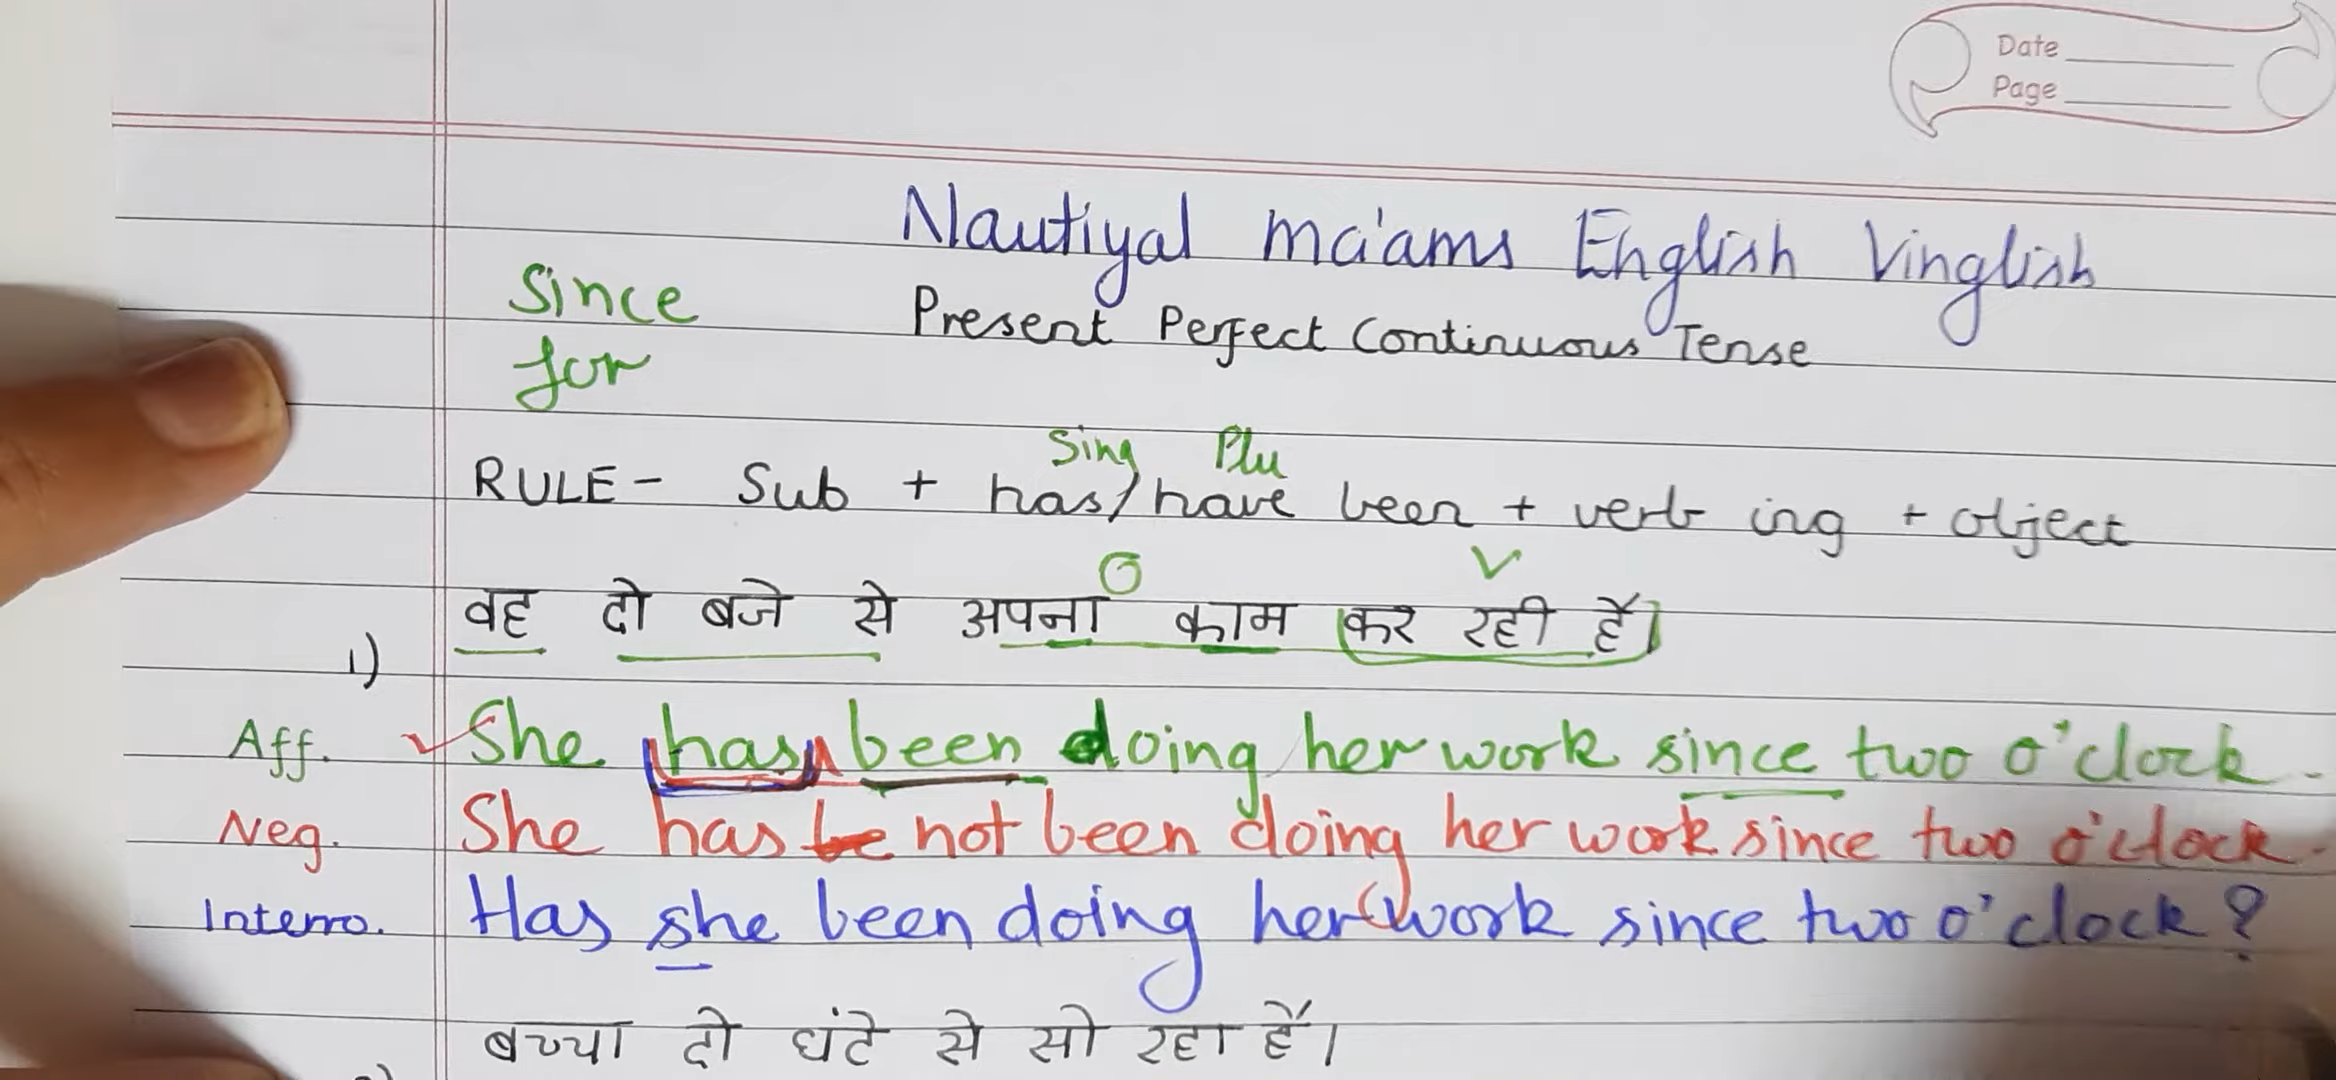 Date
Page
Nautiyal ma'ams English Vinglish
Since
Present Perfect Continuous Tense
for
Sing Plu
RULE - Sub + has/have been + verb ing + object
O V
वह दो बजे से अपना काम कर रही है।
1)
Aff. She has been doing her work since two o'clock.
Neg. She has be not been doing her work since two o'clock.
Interro. Has she been doing her work since two o'clock?
बच्चा दो घंटे से सो रहा है।